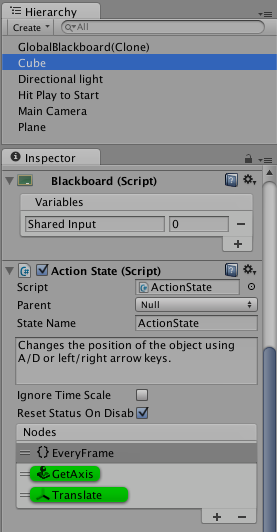 Hierarchy
Create
All
GlobalBlackboard(Clone)
Cube
Directional light
Hit Play to Start
Main Camera
Plane
Inspector
Blackboard (Script)
Variables
Shared Input 0
Action State (Script)
Script ActionState
Parent Null
State Name ActionState
Changes the position of the object using
A/D or left/right arrow keys.
Ignore Time Scale
Reset Status On Disab
Nodes
{} EveryFrame
GetAxis
Translate